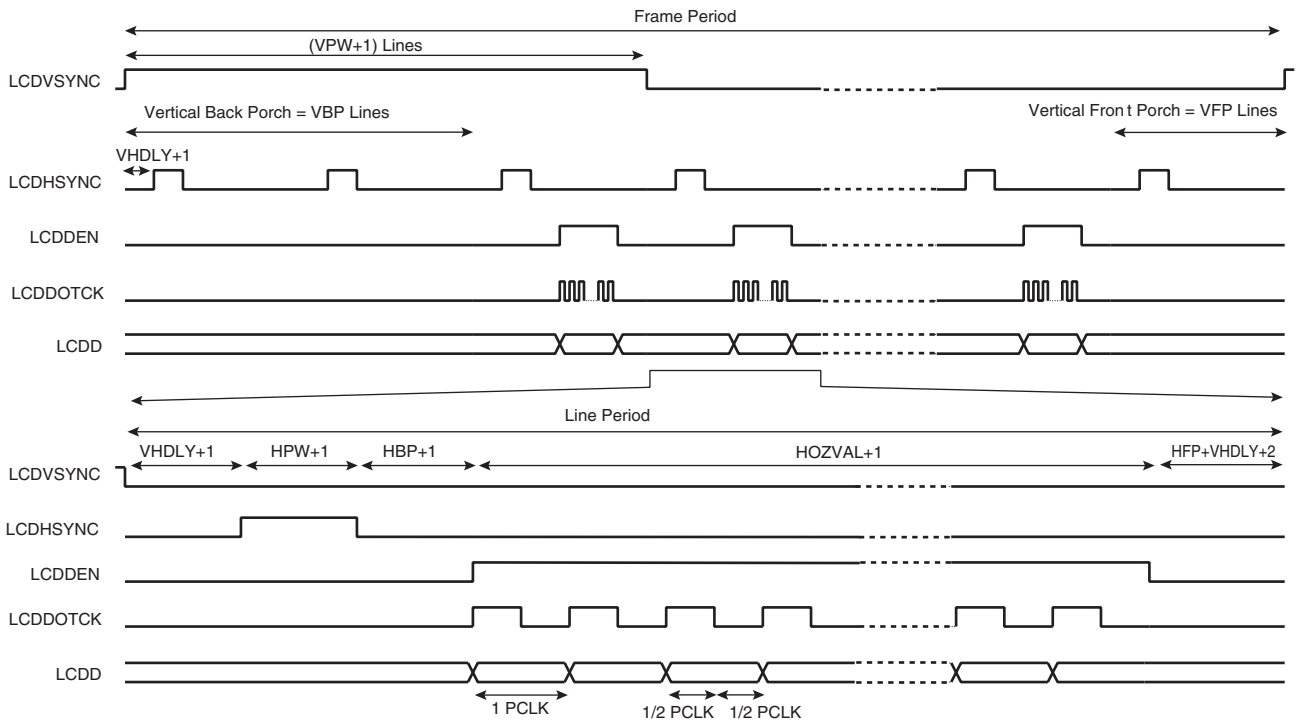 Frame Period
(VPW+1) Lines
LCDVSYNC
Vertical Back Porch = VBP Lines
Vertical Front Porch = VFP Lines
VHDLY+1
LCDHSYNC
LCDDEN
LCDDOTCK
LCDD
Line Period
VHDLY+1 HPW+1 HBP+1 HOZVAL+1 HFP+VHDLY+2
LCDVSYNC
LCDHSYNC
LCDDEN
LCDDOTCK
LCDD
1 PCLK 1/2 PCLK 1/2 PCLK